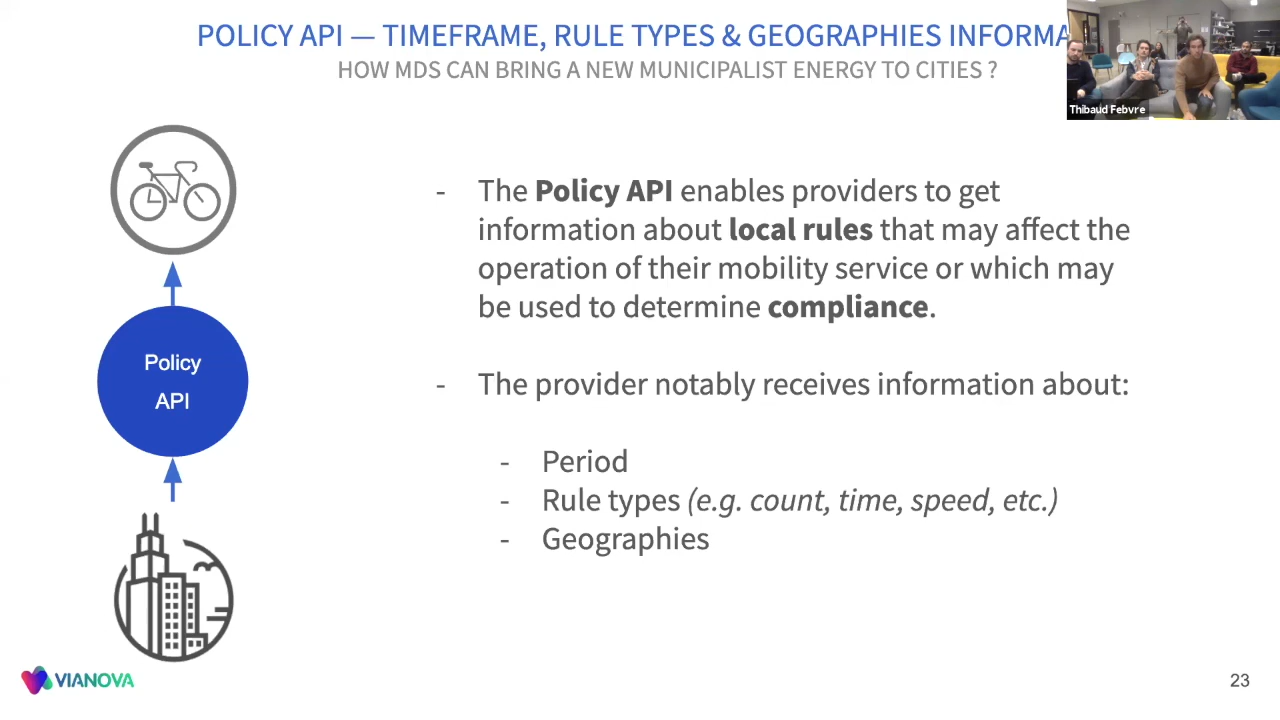 POLICY API — TIMEFRAME, RULE TYPES & GEOGRAPHIES INFORMA
HOW MDS CAN BRING A NEW MUNICIPALIST ENERGY TO CITIES ?
Thibaud Febvre
- The Policy API enables providers to get
information about local rules that may affect the
operation of their mobility service or which may
be used to determine compliance.
- The provider notably receives information about:
- Period
- Rule types (e.g. count, time, speed, etc.)
- Geographies
Policy
API
VIANOVA
23